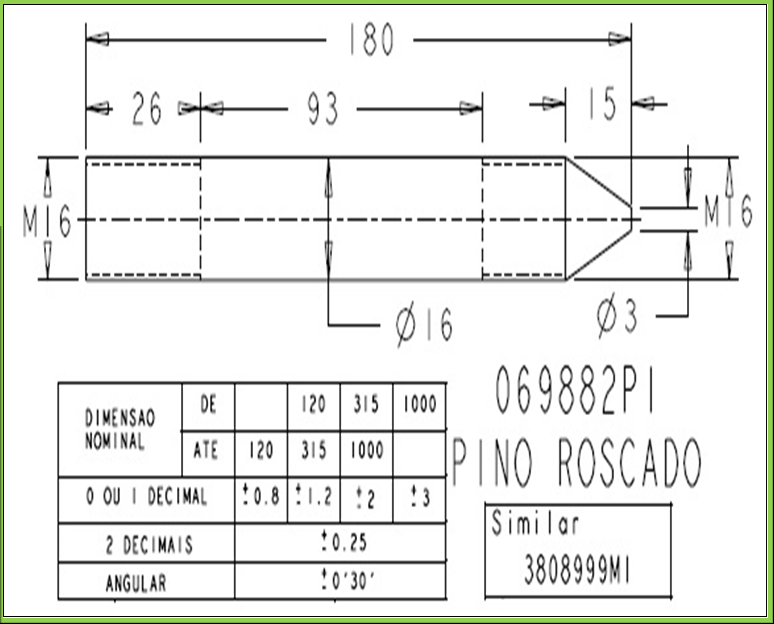 180
26 93 15
M16 M16
Ø16 Ø3
069882P1
PINO ROSCADO
DIMENSAO NOMINAL
DE 120 315 1000
ATE 120 315 1000
0 OU 1 DECIMAL ±0.8 ±1.2 ±2 ±3
2 DECIMAIS ±0.25
ANGULAR ±0'30'
Similar
3808999M1